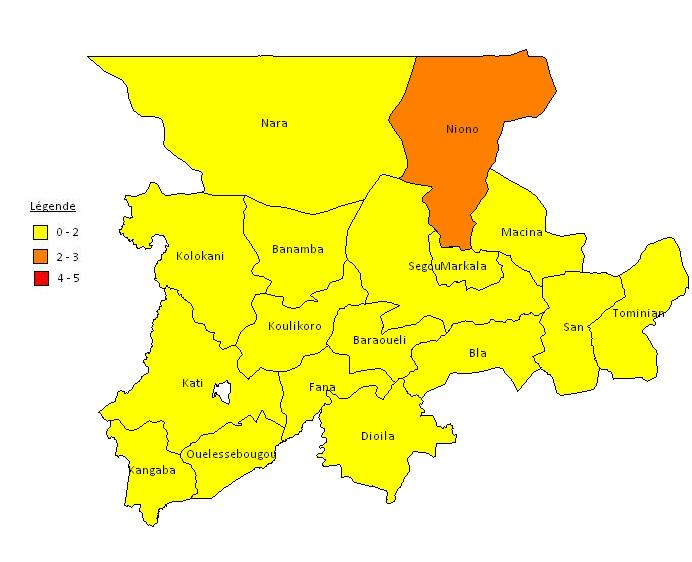 Nara
Niono
Légende
0 - 2
2 - 3
4 - 5
Macina
Kolokani
Banamba
Segou
Markala
Tominian
Koulikoro
San
Baraoueli
Bla
Kati
Fana
Dioila
Ouelessebougou
Kangaba